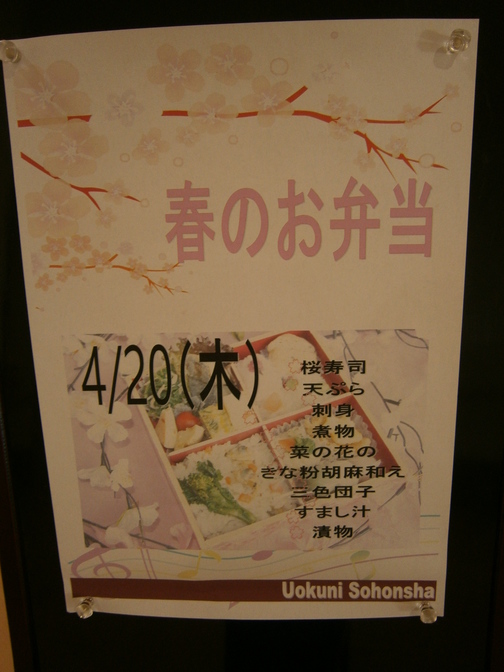 春のお弁当
4/20(木)
桜寿司
天ぷら
刺身
煮物
菜の花の
きな粉胡麻和え
三色団子
すまし汁
漬物
Uokuni Sohonsha